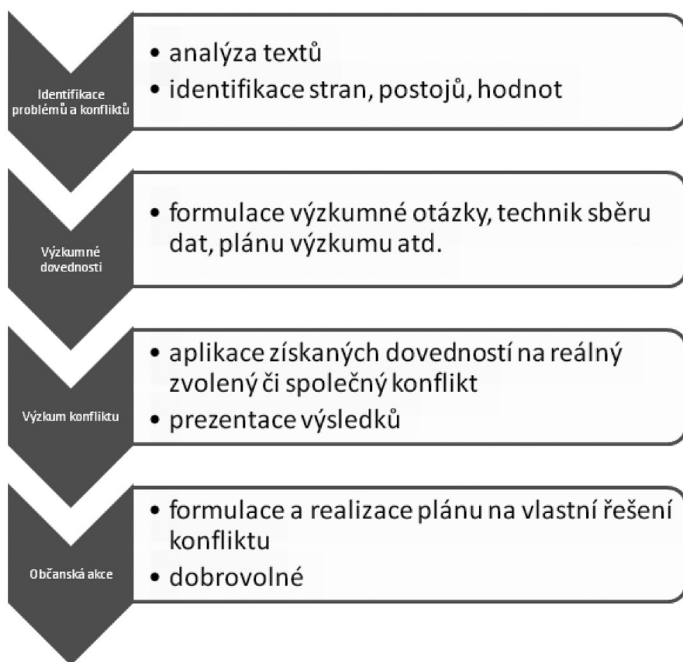 Identifikace
problémů a konfliktů
• analýza textů
• identifikace stran, postojů, hodnot
Výzkumné
dovednosti
• formulace výzkumné otázky, technik sběru
dat, plánu výzkumu atd.
Výzkum konfliktu
• aplikace získaných dovedností na reálný
zvolený či společný konflikt
• prezentace výsledků
Občanská akce
• formulace a realizace plánu na vlastní řešení
konfliktu
• dobrovolné